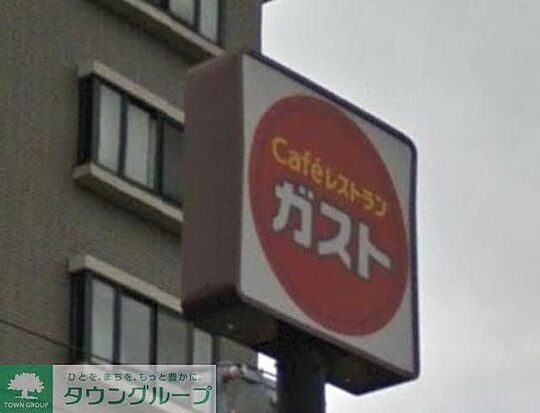 Caféレストラン
ガスト
ひとを、まちを、もっと豊かに。
タウングループ
TOWN GROUP